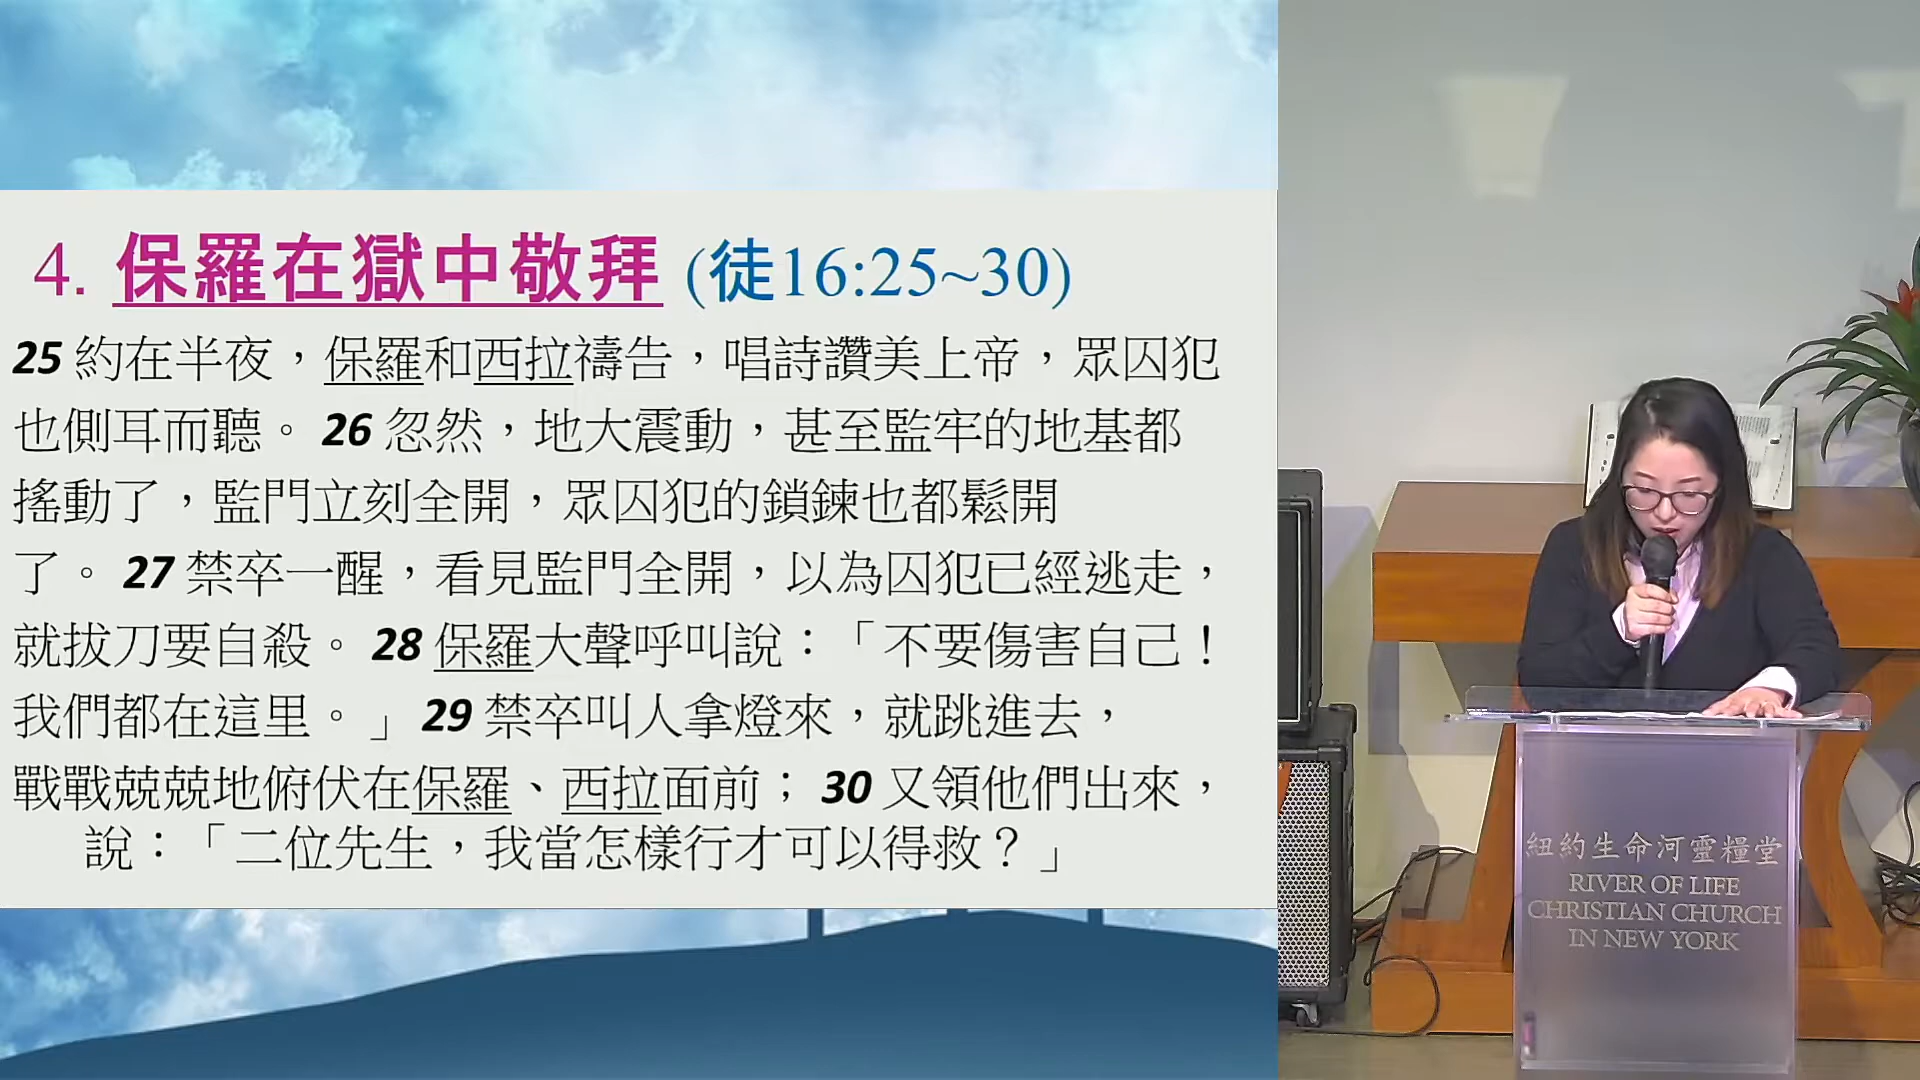 4. 保羅在獄中敬拜 (徒16:25~30)
25 約在半夜，保羅和西拉禱告，唱詩讚美上帝，眾囚犯
也側耳而聽。 26 忽然，地大震動，甚至監牢的地基都
搖動了，監門立刻全開，眾囚犯的鎖鍊也都鬆開
了。 27 禁卒一醒，看見監門全開，以為囚犯已經逃走，
就拔刀要自殺。 28 保羅大聲呼叫說：「不要傷害自己！
我們都在這里。」 29 禁卒叫人拿燈來，就跳進去，
戰戰兢兢地俯伏在保羅、西拉面前； 30 又領他們出來，
說：「二位先生，我當怎樣行才可以得救？」
紐約生命河靈糧堂
RIVER OF LIFE
CHRISTIAN CHURCH
IN NEW YORK